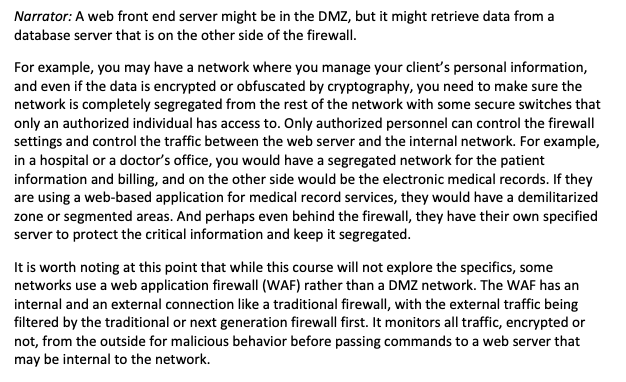 Narrator: A web front end server might be in the DMZ, but it might retrieve data from a
database server that is on the other side of the firewall.
For example, you may have a network where you manage your client’s personal information,
and even if the data is encrypted or obfuscated by cryptography, you need to make sure the
network is completely segregated from the rest of the network with some secure switches that
only an authorized individual has access to. Only authorized personnel can control the firewall
settings and control the traffic between the web server and the internal network. For example,
in a hospital or a doctor’s office, you would have a segregated network for the patient
information and billing, and on the other side would be the electronic medical records. If they
are using a web-based application for medical record services, they would have a demilitarized
zone or segmented areas. And perhaps even behind the firewall, they have their own specified
server to protect the critical information and keep it segregated.
It is worth noting at this point that while this course will not explore the specifics, some
networks use a web application firewall (WAF) rather than a DMZ network. The WAF has an
internal and an external connection like a traditional firewall, with the external traffic being
filtered by the traditional or next generation firewall first. It monitors all traffic, encrypted or
not, from the outside for malicious behavior before passing commands to a web server that
may be internal to the network.